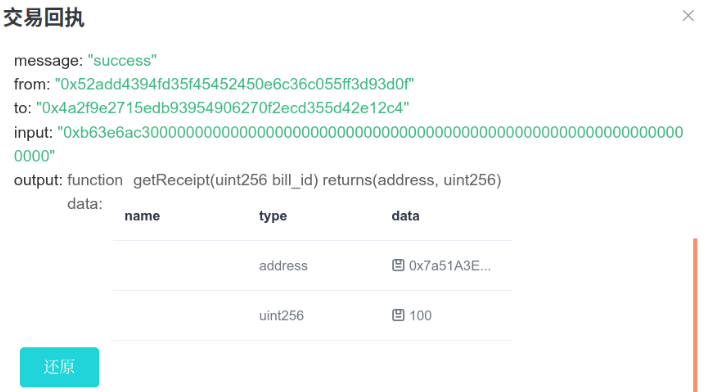 交易回执
message: "success"
from: "0x52add4394fd35f45452450e6c36c055ff3d93d0f"
to: "0x4a2f9e2715edb93954906270f2ecd355d42e12c4"
input: "0xb63e6ac3000000000000000000000000000000000000000000000000000000000000
0000"
output: function getReceipt(uint256 bill_id) returns(address, uint256)
data:
name type data
address 0x7a51A3E...
uint256 100
还原